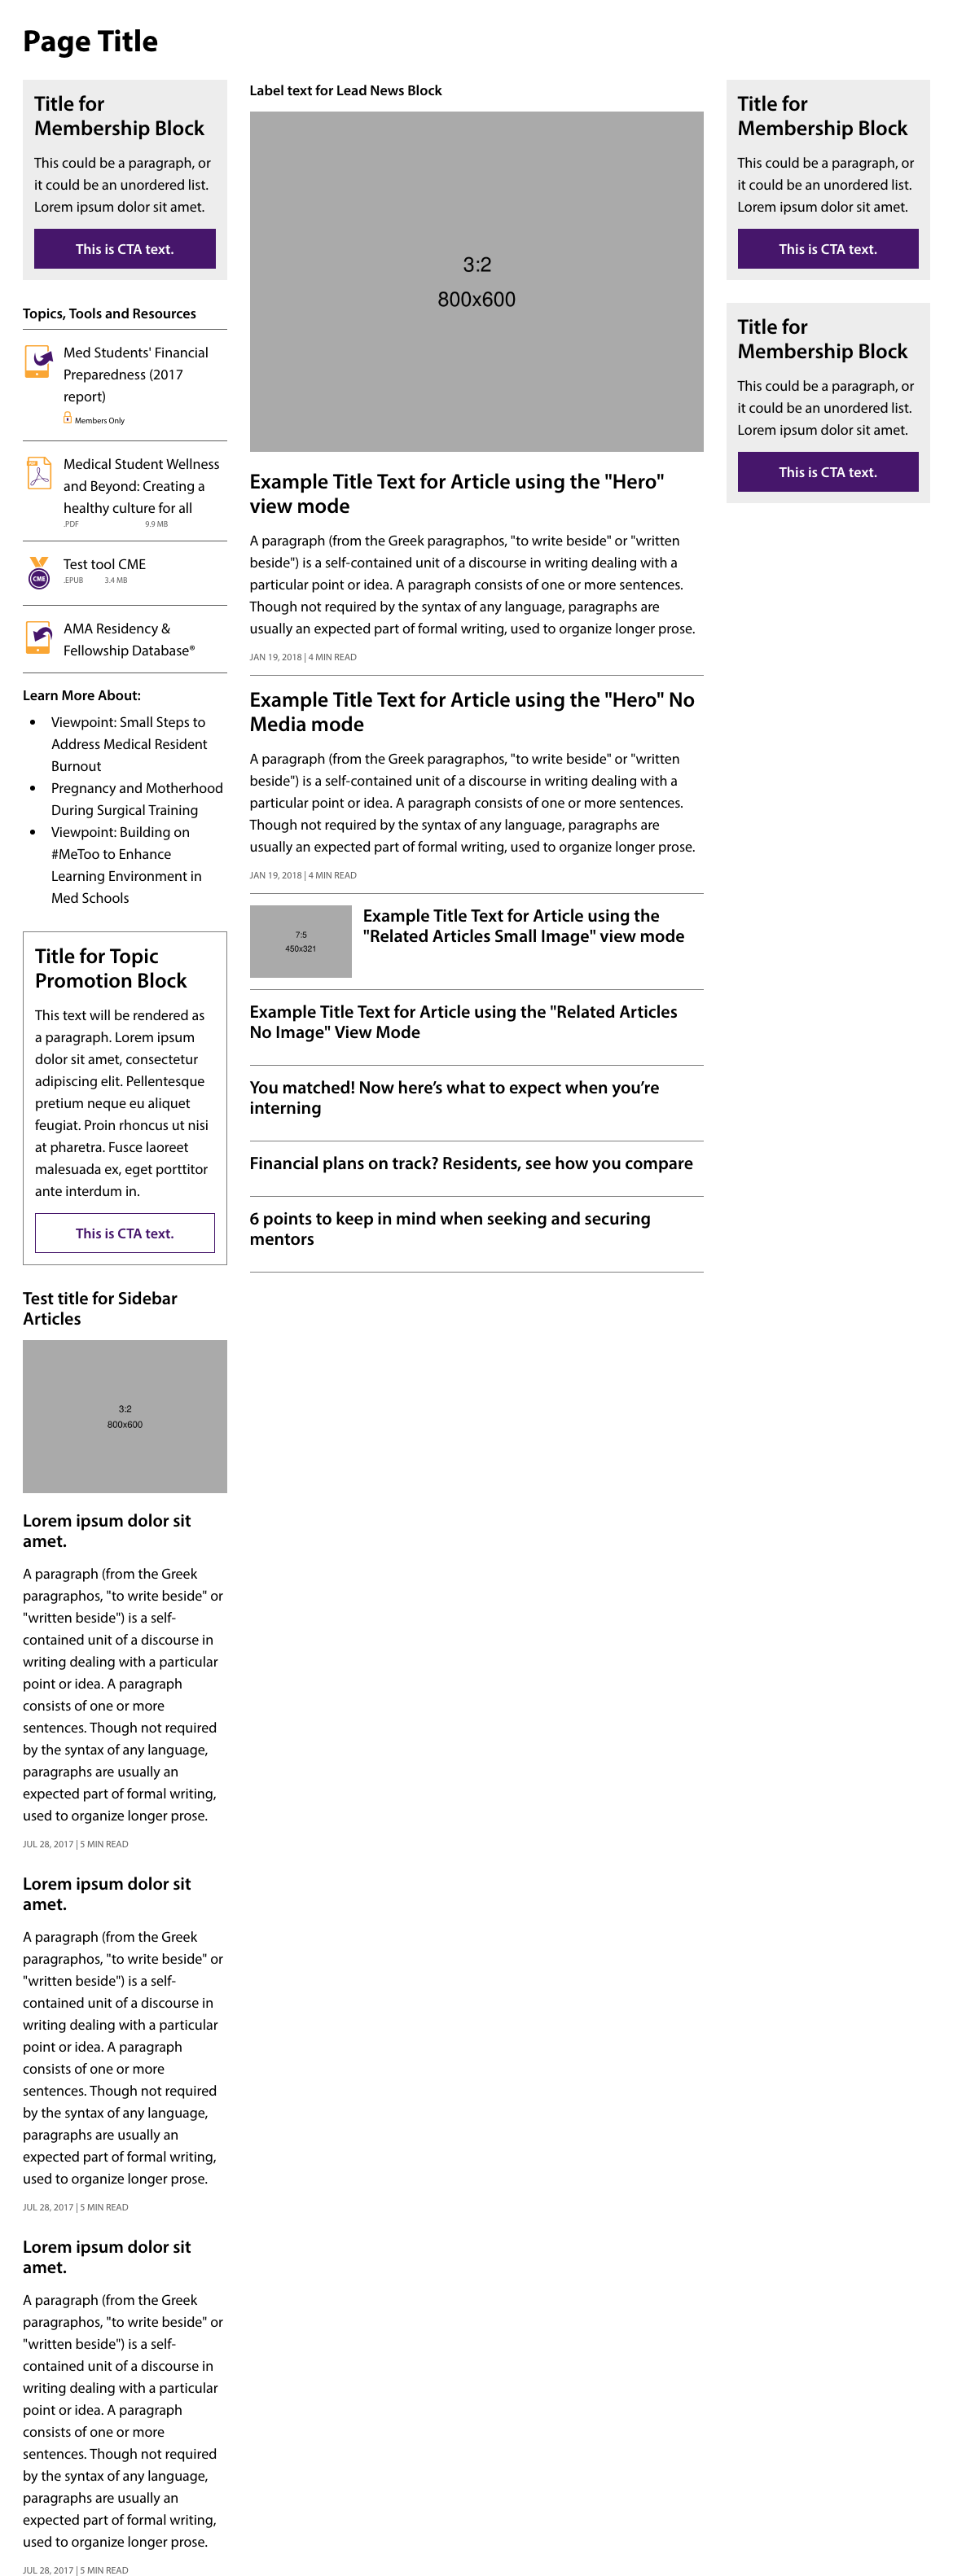 Page Title
Title for
Membership Block
This could be a paragraph, or
it could be an unordered list.
Lorem ipsum dolor sit amet.
This is CTA text.
Topics, Tools and Resources
Med Students' Financial
Preparedness (2017
report)
Members Only
Medical Student Wellness
and Beyond: Creating a
healthy culture for all
.PDF 9.9 MB
CME
Test tool CME
.EPUB 3.4 MB
AMA Residency &
Fellowship Database®
Learn More About:
• Viewpoint: Small Steps to
Address Medical Resident
Burnout
• Pregnancy and Motherhood
During Surgical Training
• Viewpoint: Building on
#MeToo to Enhance
Learning Environment in
Med Schools
Title for Topic
Promotion Block
This text will be rendered as
a paragraph. Lorem ipsum
dolor sit amet, consectetur
adipiscing elit. Pellentesque
pretium neque eu aliquet
feugiat. Proin rhoncus ut nisi
at pharetra. Fusce laoreet
malesuada ex, eget porttitor
ante interdum in.
This is CTA text.
Test title for Sidebar
Articles
3:2
800x600
Lorem ipsum dolor sit
amet.
A paragraph (from the Greek
paragraphos, "to write beside" or
"written beside") is a self-
contained unit of a discourse in
writing dealing with a particular
point or idea. A paragraph
consists of one or more
sentences. Though not required
by the syntax of any language,
paragraphs are usually an
expected part of formal writing,
used to organize longer prose.
JUL 28, 2017 | 5 MIN READ
Lorem ipsum dolor sit
amet.
A paragraph (from the Greek
paragraphos, "to write beside" or
"written beside") is a self-
contained unit of a discourse in
writing dealing with a particular
point or idea. A paragraph
consists of one or more
sentences. Though not required
by the syntax of any language,
paragraphs are usually an
expected part of formal writing,
used to organize longer prose.
JUL 28, 2017 | 5 MIN READ
Lorem ipsum dolor sit
amet.
A paragraph (from the Greek
paragraphos, "to write beside" or
"written beside") is a self-
contained unit of a discourse in
writing dealing with a particular
point or idea. A paragraph
consists of one or more
sentences. Though not required
by the syntax of any language,
paragraphs are usually an
expected part of formal writing,
used to organize longer prose.
JUL 28, 2017 | 5 MIN READ
Label text for Lead News Block
3:2
800x600
Example Title Text for Article using the "Hero"
view mode
A paragraph (from the Greek paragraphos, "to write beside" or "written
beside") is a self-contained unit of a discourse in writing dealing with a
particular point or idea. A paragraph consists of one or more sentences.
Though not required by the syntax of any language, paragraphs are
usually an expected part of formal writing, used to organize longer prose.
JAN 19, 2018 | 4 MIN READ
Example Title Text for Article using the "Hero" No
Media mode
A paragraph (from the Greek paragraphos, "to write beside" or "written
beside") is a self-contained unit of a discourse in writing dealing with a
particular point or idea. A paragraph consists of one or more sentences.
Though not required by the syntax of any language, paragraphs are
usually an expected part of formal writing, used to organize longer prose.
JAN 19, 2018 | 4 MIN READ
7:5
450x321
Example Title Text for Article using the
"Related Articles Small Image" view mode
Example Title Text for Article using the "Related Articles
No Image" View Mode
You matched! Now here’s what to expect when you’re
interning
Financial plans on track? Residents, see how you compare
6 points to keep in mind when seeking and securing
mentors
Title for
Membership Block
This could be a paragraph, or
it could be an unordered list.
Lorem ipsum dolor sit amet.
This is CTA text.
Title for
Membership Block
This could be a paragraph, or
it could be an unordered list.
Lorem ipsum dolor sit amet.
This is CTA text.